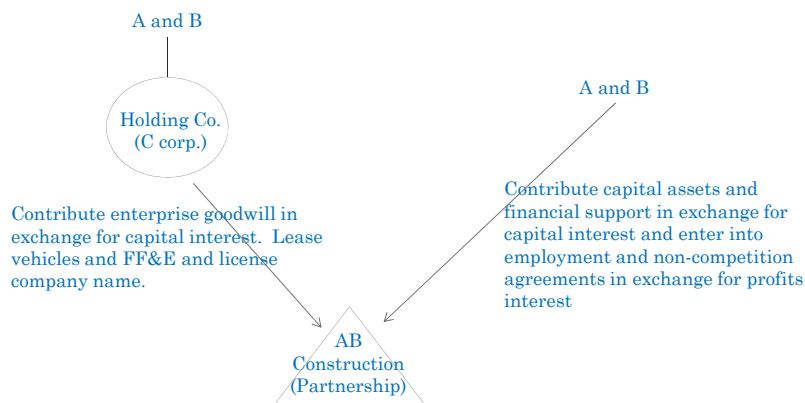 A and B
Holding Co.
(C corp.)
Contribute enterprise goodwill in
exchange for capital interest.  Lease
vehicles and FF&E and license
company name.
A and B
Contribute capital assets and
financial support in exchange for
capital interest and enter into
employment and non-competition
agreements in exchange for profits
interest
AB
Construction
(Partnership)